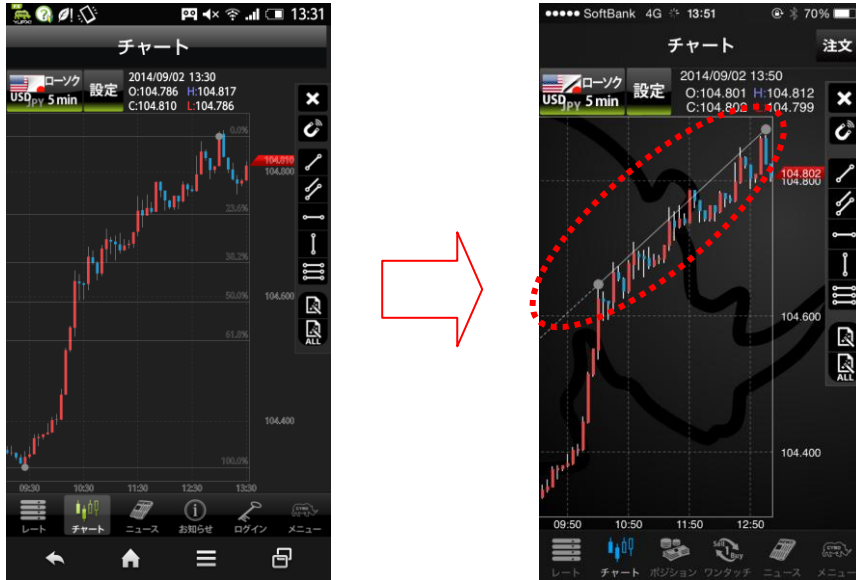 13:31
チャート
ローソク
USD JPY 5 min
設定
2014/09/02 13:30
O:104.786 H:104.817
C:104.810 L:104.786
0.0%
104.810
104.800
23.6%
38.2%
50.0%
104.600
61.8%
ALL
104.400
100.0%
09:30 10:30 11:30 12:30 13:30
レート チャート ニュース お知らせ ログイン メニュー
SoftBank 4G 13:51 70%
チャート
注文
ローソク
USD JPY 5 min
設定
2014/09/02 13:50
O:104.801 H:104.812
C:104.802 104.799
104.802
104.800
104.600
ALL
104.400
09:50 10:50 11:50 12:50
Sell Buy
レート チャート ポジション ワンタッチ ニュース メニュー